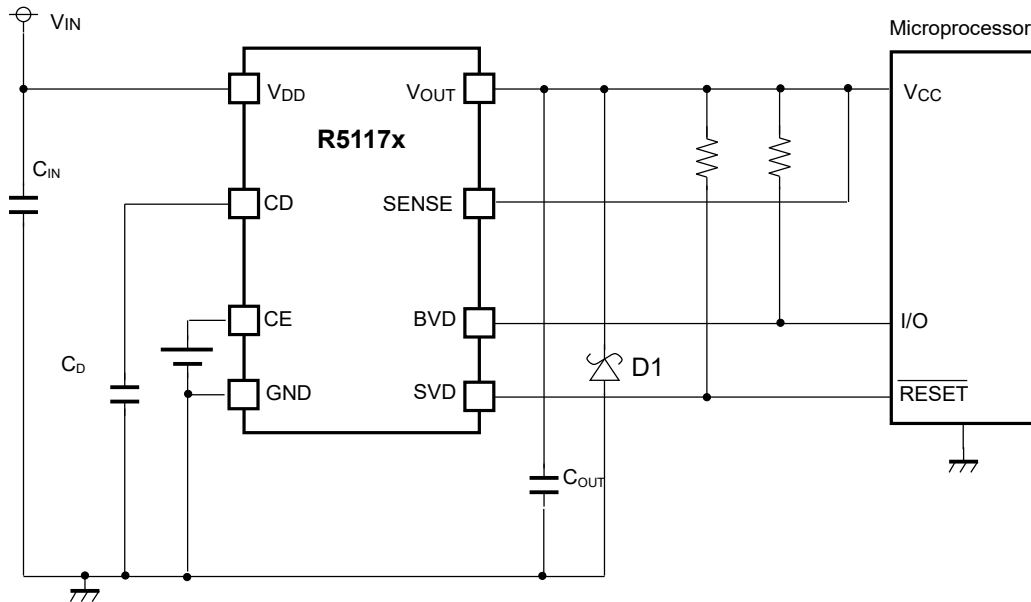 VIN
Microprocessor
VDD
VOUT
VCC
R5117x
CIN
CD
SENSE
CE
BVD
I/O
CD
D1
GND
SVD
RESET
COUT